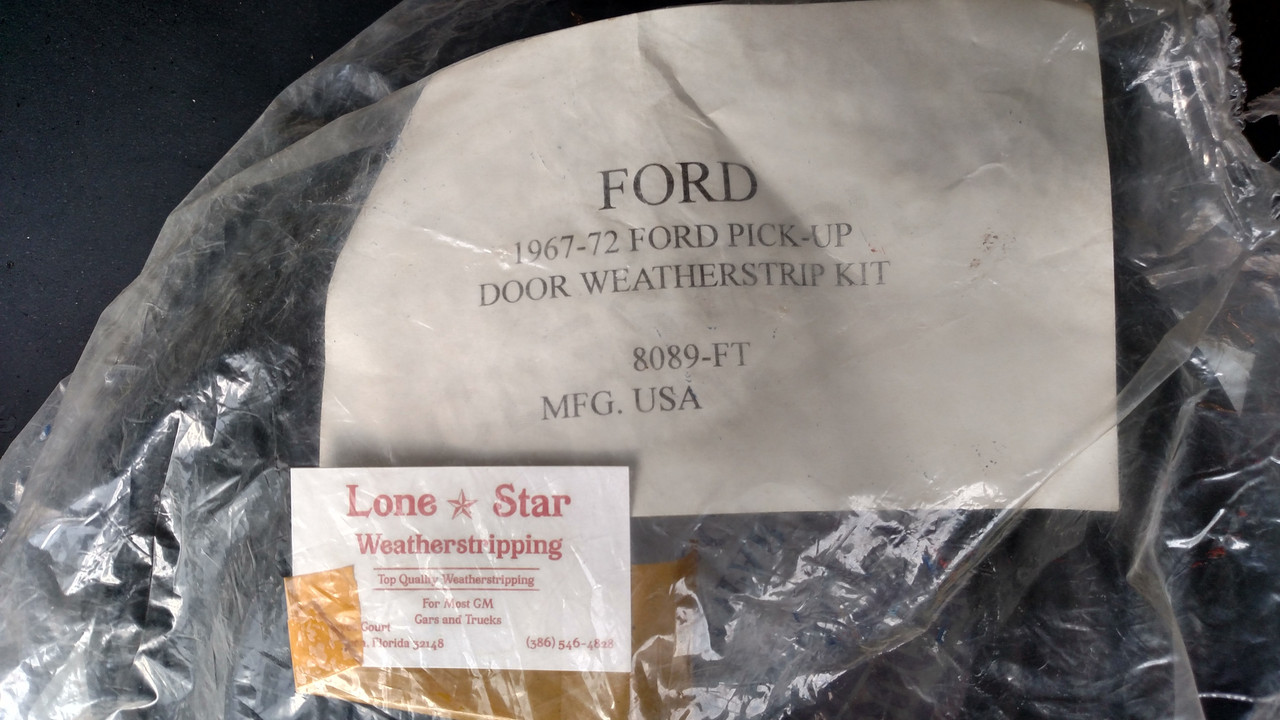 FORD
1967-72 FORD PICK-UP
DOOR WEATHERSTRIP KIT
8089-FT
MFG. USA
Lone Star
Weatherstripping
Top Quality Weatherstripping
For Most GM
Cars and Trucks
Court
Florida 32148 (386) 546-4828